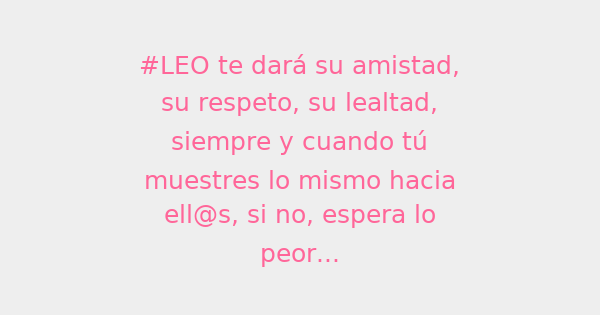 #LEO te dará su amistad,
su respeto, su lealtad,
siempre y cuando tú
muestres lo mismo hacia
ell@s, si no, espera lo
peor...